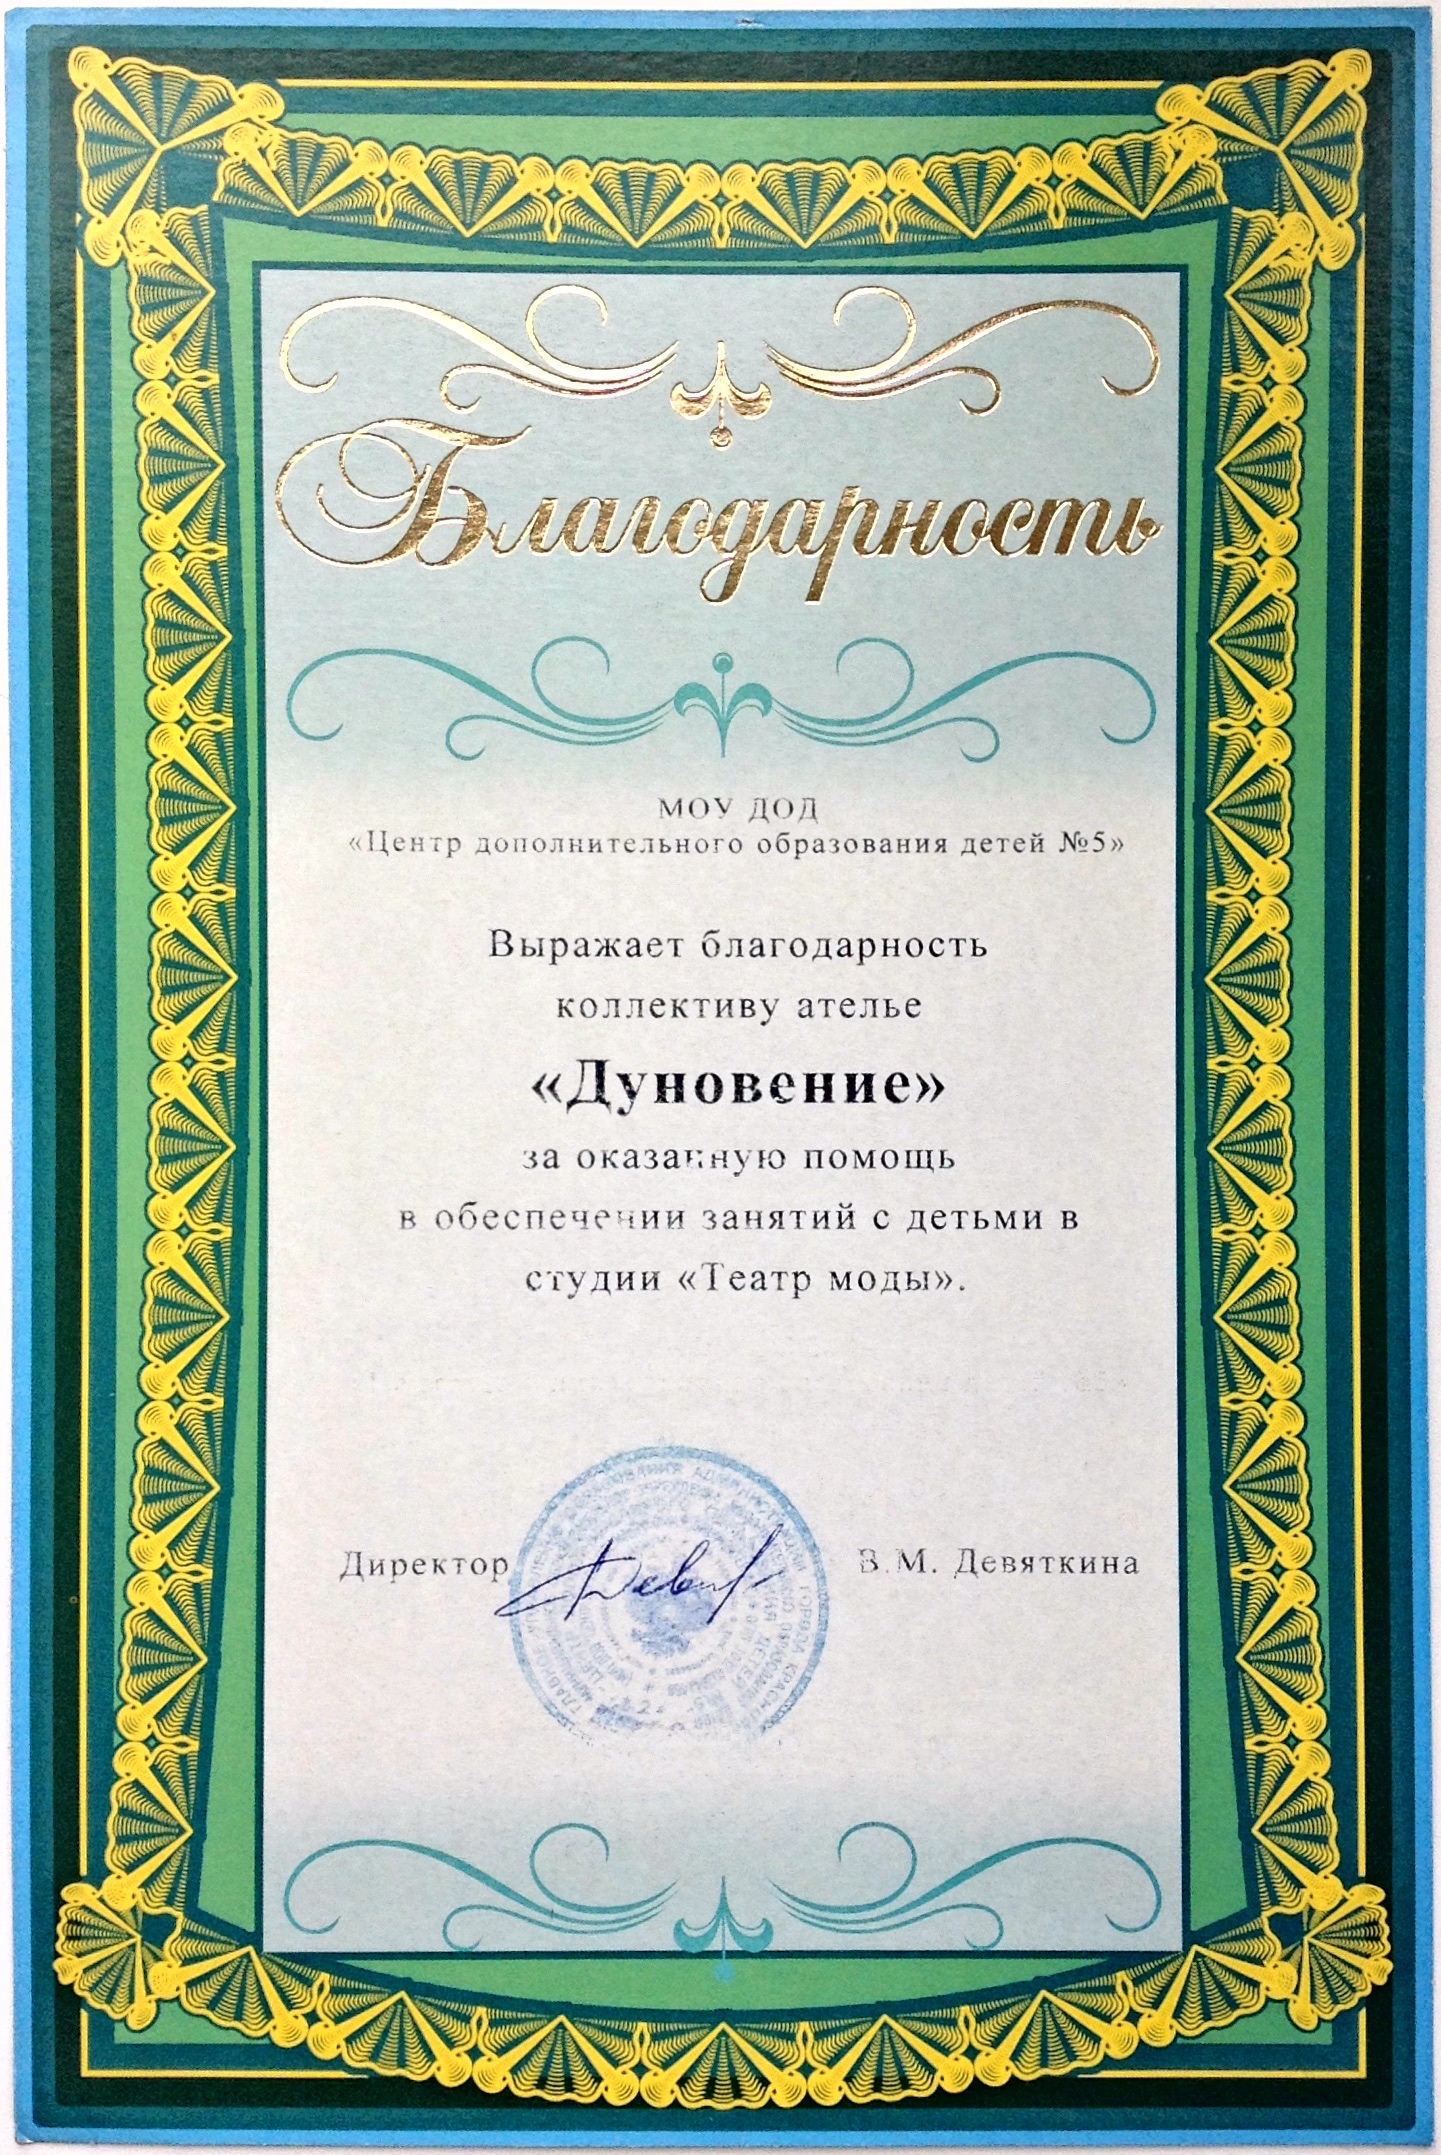 Благодарность
МОУ ДОД
«Центр дополнительного образования детей №5»
Выражает благодарность
коллективу ателье
«Дуновение»
за оказанную помощь
в обеспечении занятий с детьми в
студии «Театр моды».
Директор
В.М. Девяткина